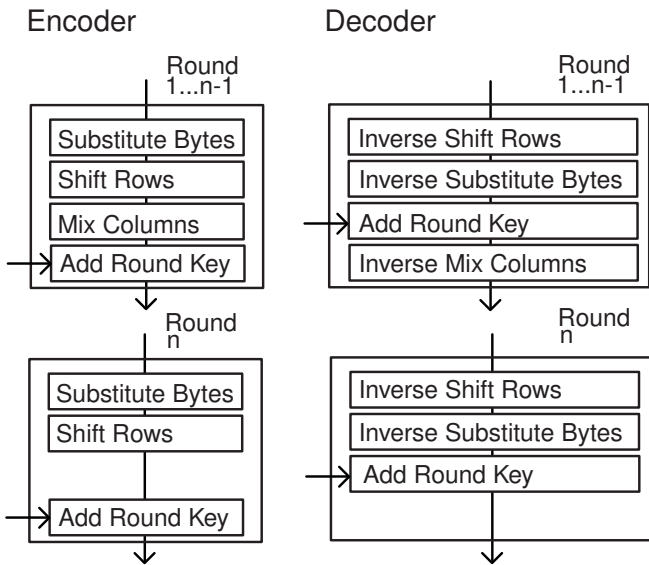 Encoder
Round
1...n-1
Substitute Bytes
Shift Rows
Mix Columns
Add Round Key
Round
n
Substitute Bytes
Shift Rows
Add Round Key
Decoder
Round
1...n-1
Inverse Shift Rows
Inverse Substitute Bytes
Add Round Key
Inverse Mix Columns
Round
n
Inverse Shift Rows
Inverse Substitute Bytes
Add Round Key